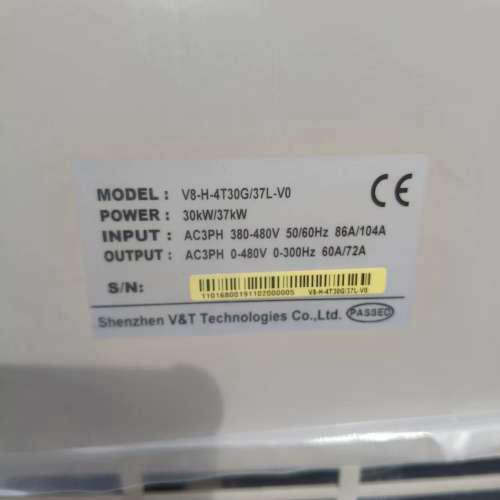 MODEL : V8-H-4T30G/37L-V0
POWER : 30kW/37kW
INPUT : AC3PH 380-480V 50/60Hz 86A/104A
OUTPUT : AC3PH 0-480V 0-300Hz 60A/72A
CE
S/N:
1101680019110Z000005 V8-H-4T30G/37L-V0
Shenzhen V&T Technologies Co.,Ltd. PASSED